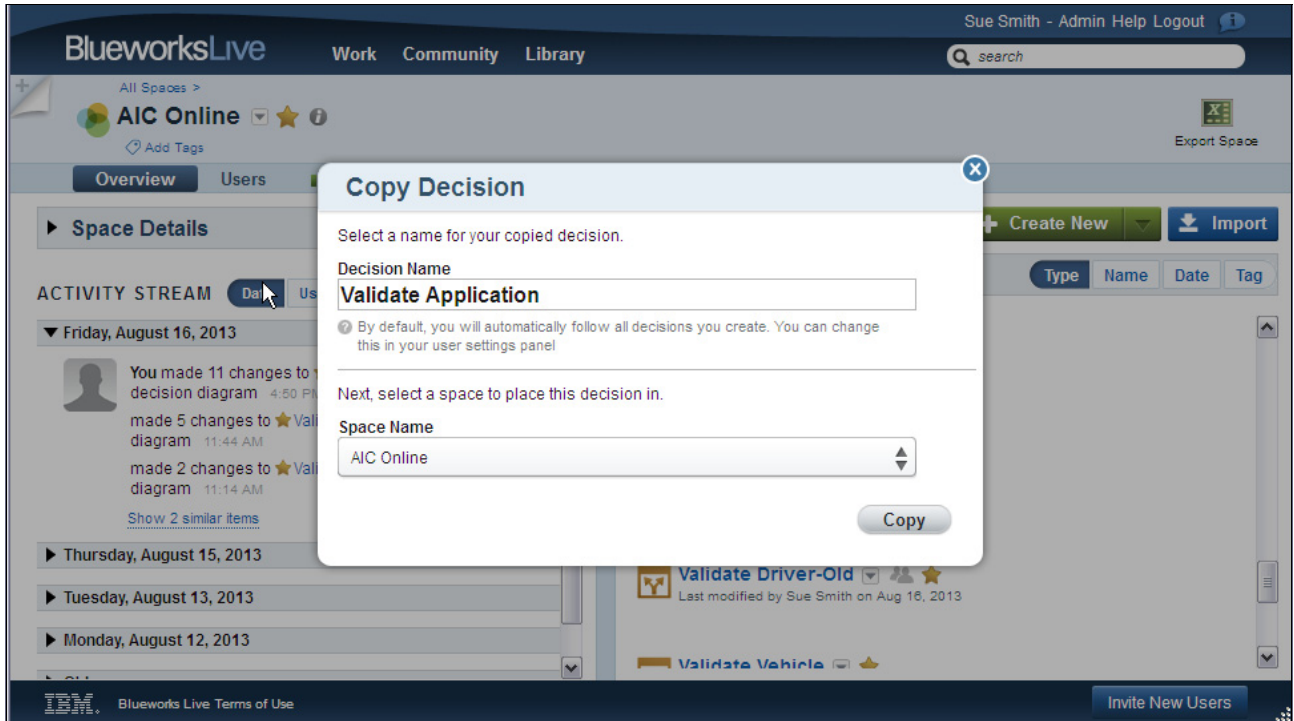 Sue Smith - Admin Help Logout
BlueworksLive
Work Community Library
search
All Spaces >
AIC Online
Add Tags
Export Space
Overview Users
Copy Decision
Space Details
Create New
Import
Select a name for your copied decision.
Decision Name
Validate Application
By default, you will automatically follow all decisions you create. You can change
this in your user settings panel
ACTIVITY STREAM
Type Name Date Tag
Friday, August 16, 2013
You made 11 changes to
decision diagram 4:50
made 5 changes to Vali
diagram 11:44 AM
made 2 changes to Vali
diagram 11:14 AM
Show 2 similar items
Next, select a space to place this decision in.
Space Name
AIC Online
Copy
Thursday, August 15, 2013
Tuesday, August 13, 2013
Monday, August 12, 2013
Validate Driver-Old
Last modified by Sue Smith on Aug 16, 2013
Validate Vehicle
IBM. Blueworks Live Terms of Use
Invite New Users